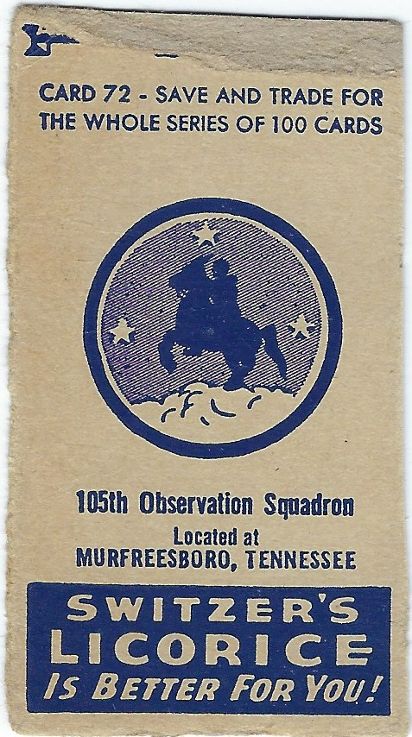 CARD 72 - SAVE AND TRADE FOR
THE WHOLE SERIES OF 100 CARDS
105th Observation Squadron
Located at
MURFREESBORO, TENNESSEE
SWITZER'S
LICORICE
IS BETTER FOR YOU!